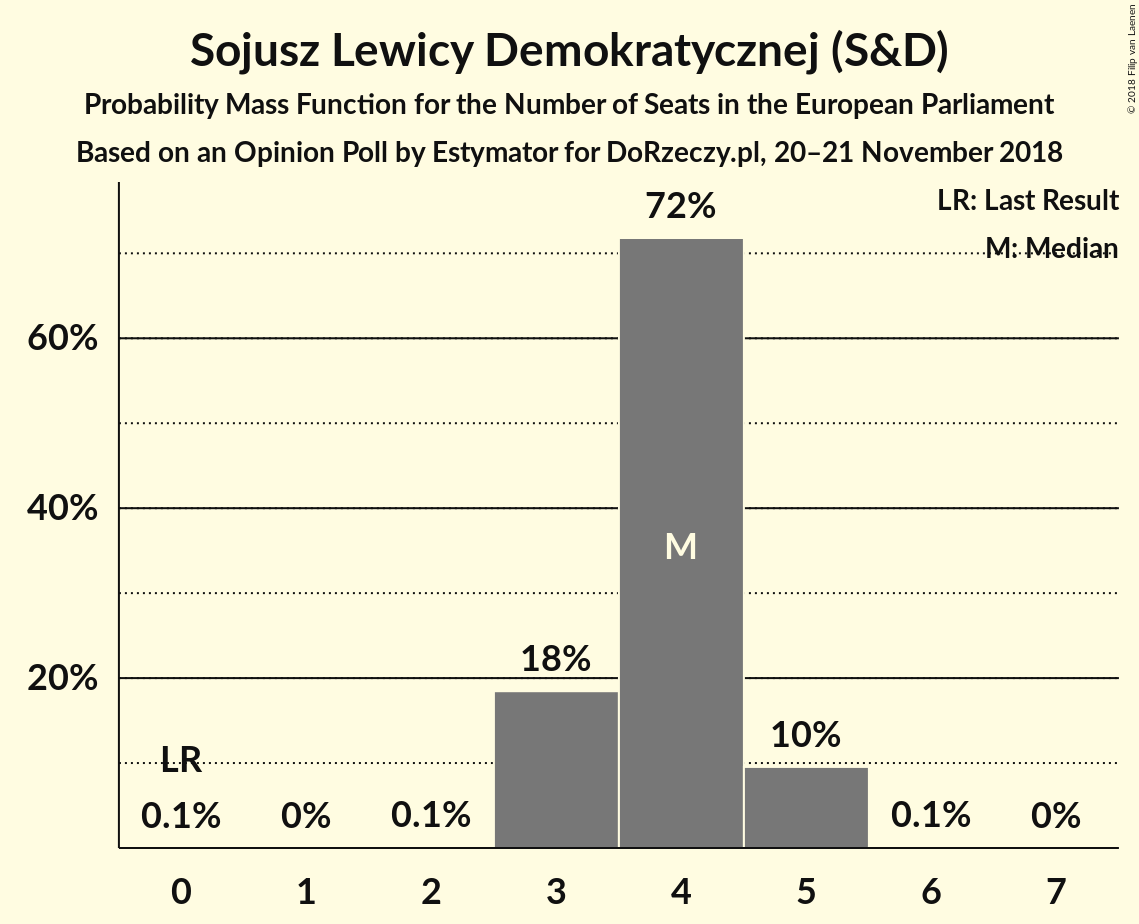 Sojusz Lewicy Demokratycznej (S&D)
Probability Mass Function for the Number of Seats in the European Parliament
Based on an Opinion Poll by Estymator for DoRzeczy.pl, 20–21 November 2018
© 2018 Filip van Laenen
LR: Last Result
M: Median
72%
60%
40%
M
18%
20%
10%
LR
0.1% 0% 0.1% 0.1% 0%
0 1 2 3 4 5 6 7